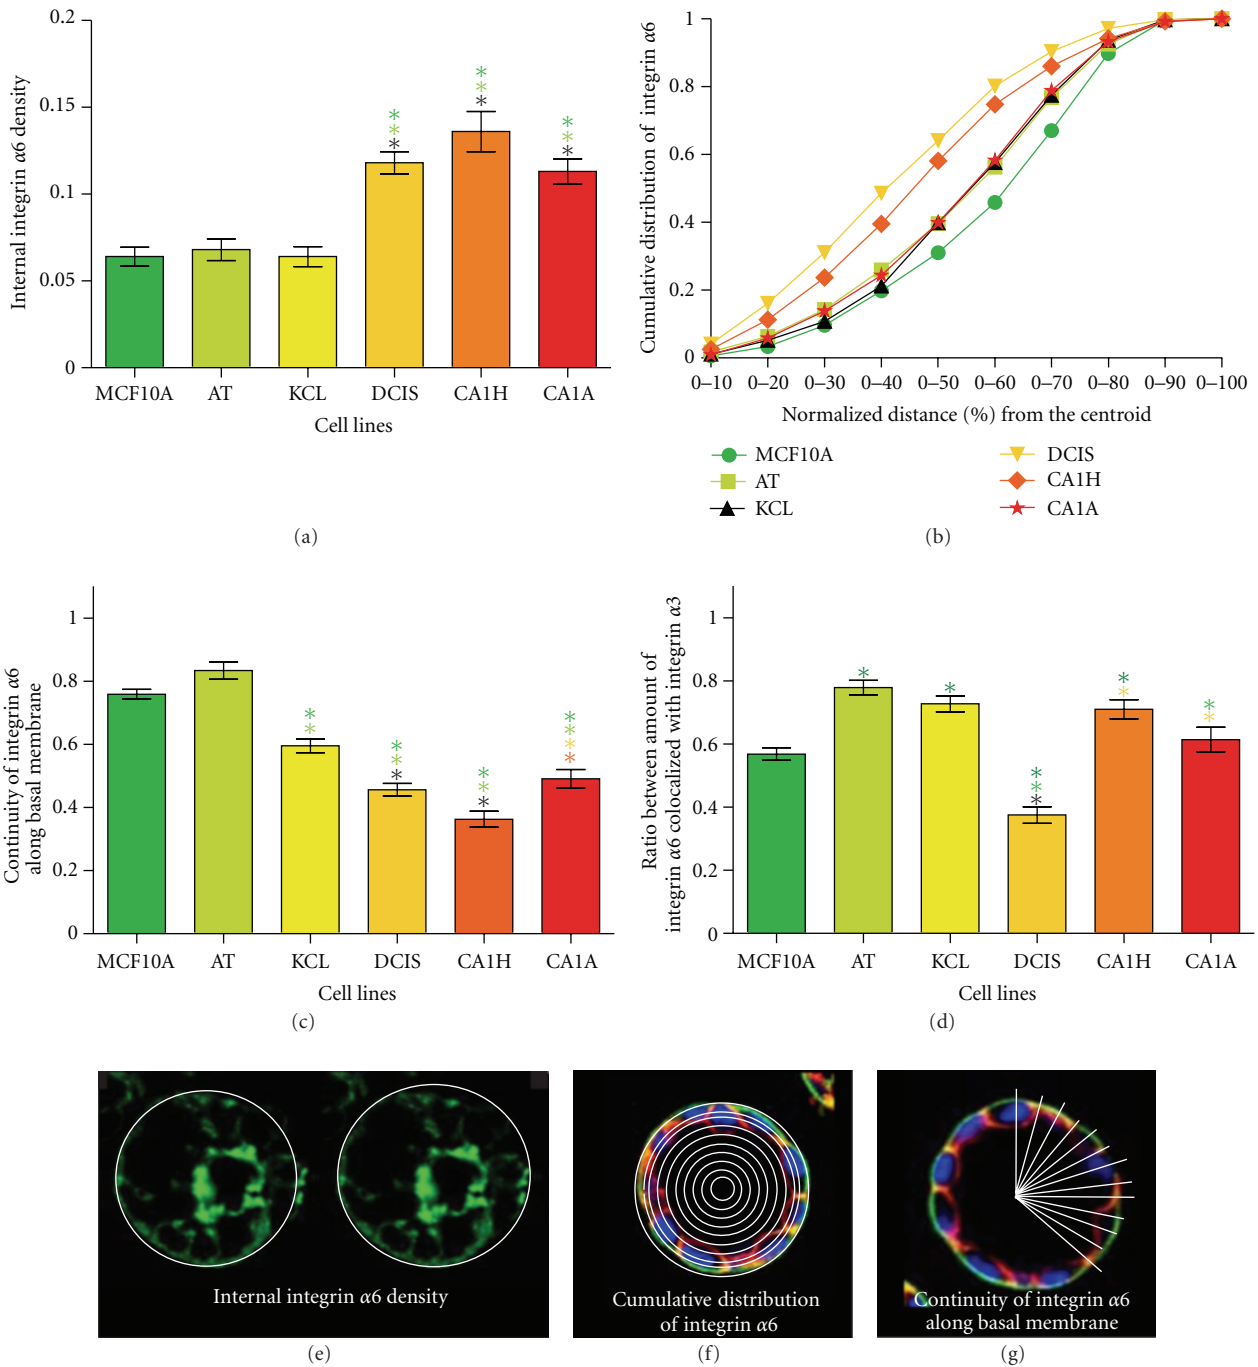 0.2
0.15
0.1
0.05
0
Internal integrin α6 density
MCF10A AT KCL DCIS CA1H CA1A
Cell lines
(a)
1
0.8
0.6
0.4
0.2
0
Cumulative distribution of integrin α6
0–10 0–20 0–30 0–40 0–50 0–60 0–70 0–80 0–90 0–100
Normalized distance (%) from the centroid
MCF10A
AT
KCL
DCIS
CA1H
CA1A
(b)
1
0.8
0.6
0.4
0.2
0
Continuity of integrin α6
along basal membrane
MCF10A AT KCL DCIS CA1H CA1A
Cell lines
(c)
1
0.8
0.6
0.4
0.2
0
Ratio between amount of
integrin α6 colocalized with integrin α3
MCF10A AT KCL DCIS CA1H CA1A
Cell lines
(d)
Internal integrin α6 density
(e)
Cumulative distribution
of integrin α6
(f)
Continuity of integrin α6
along basal membrane
(g)